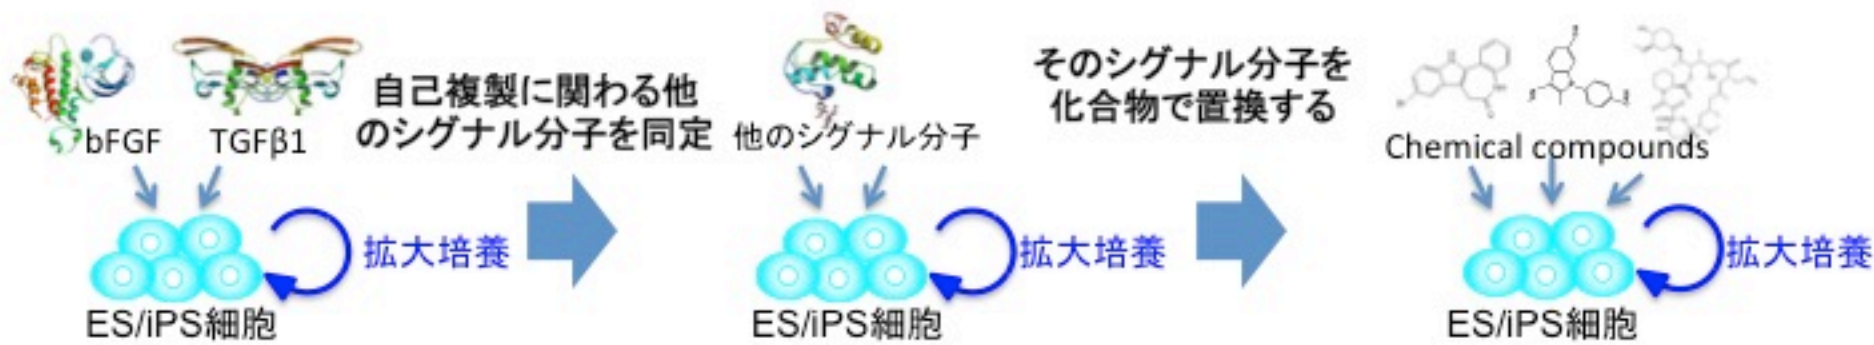 bFGF
TGFβ1
自己複製に関わる他
のシグナル分子を同定
拡大培養
ES/iPS細胞
他のシグナル分子
拡大培養
ES/iPS細胞
そのシグナル分子を
化合物で置換する
Chemical compounds
拡大培養
ES/iPS細胞